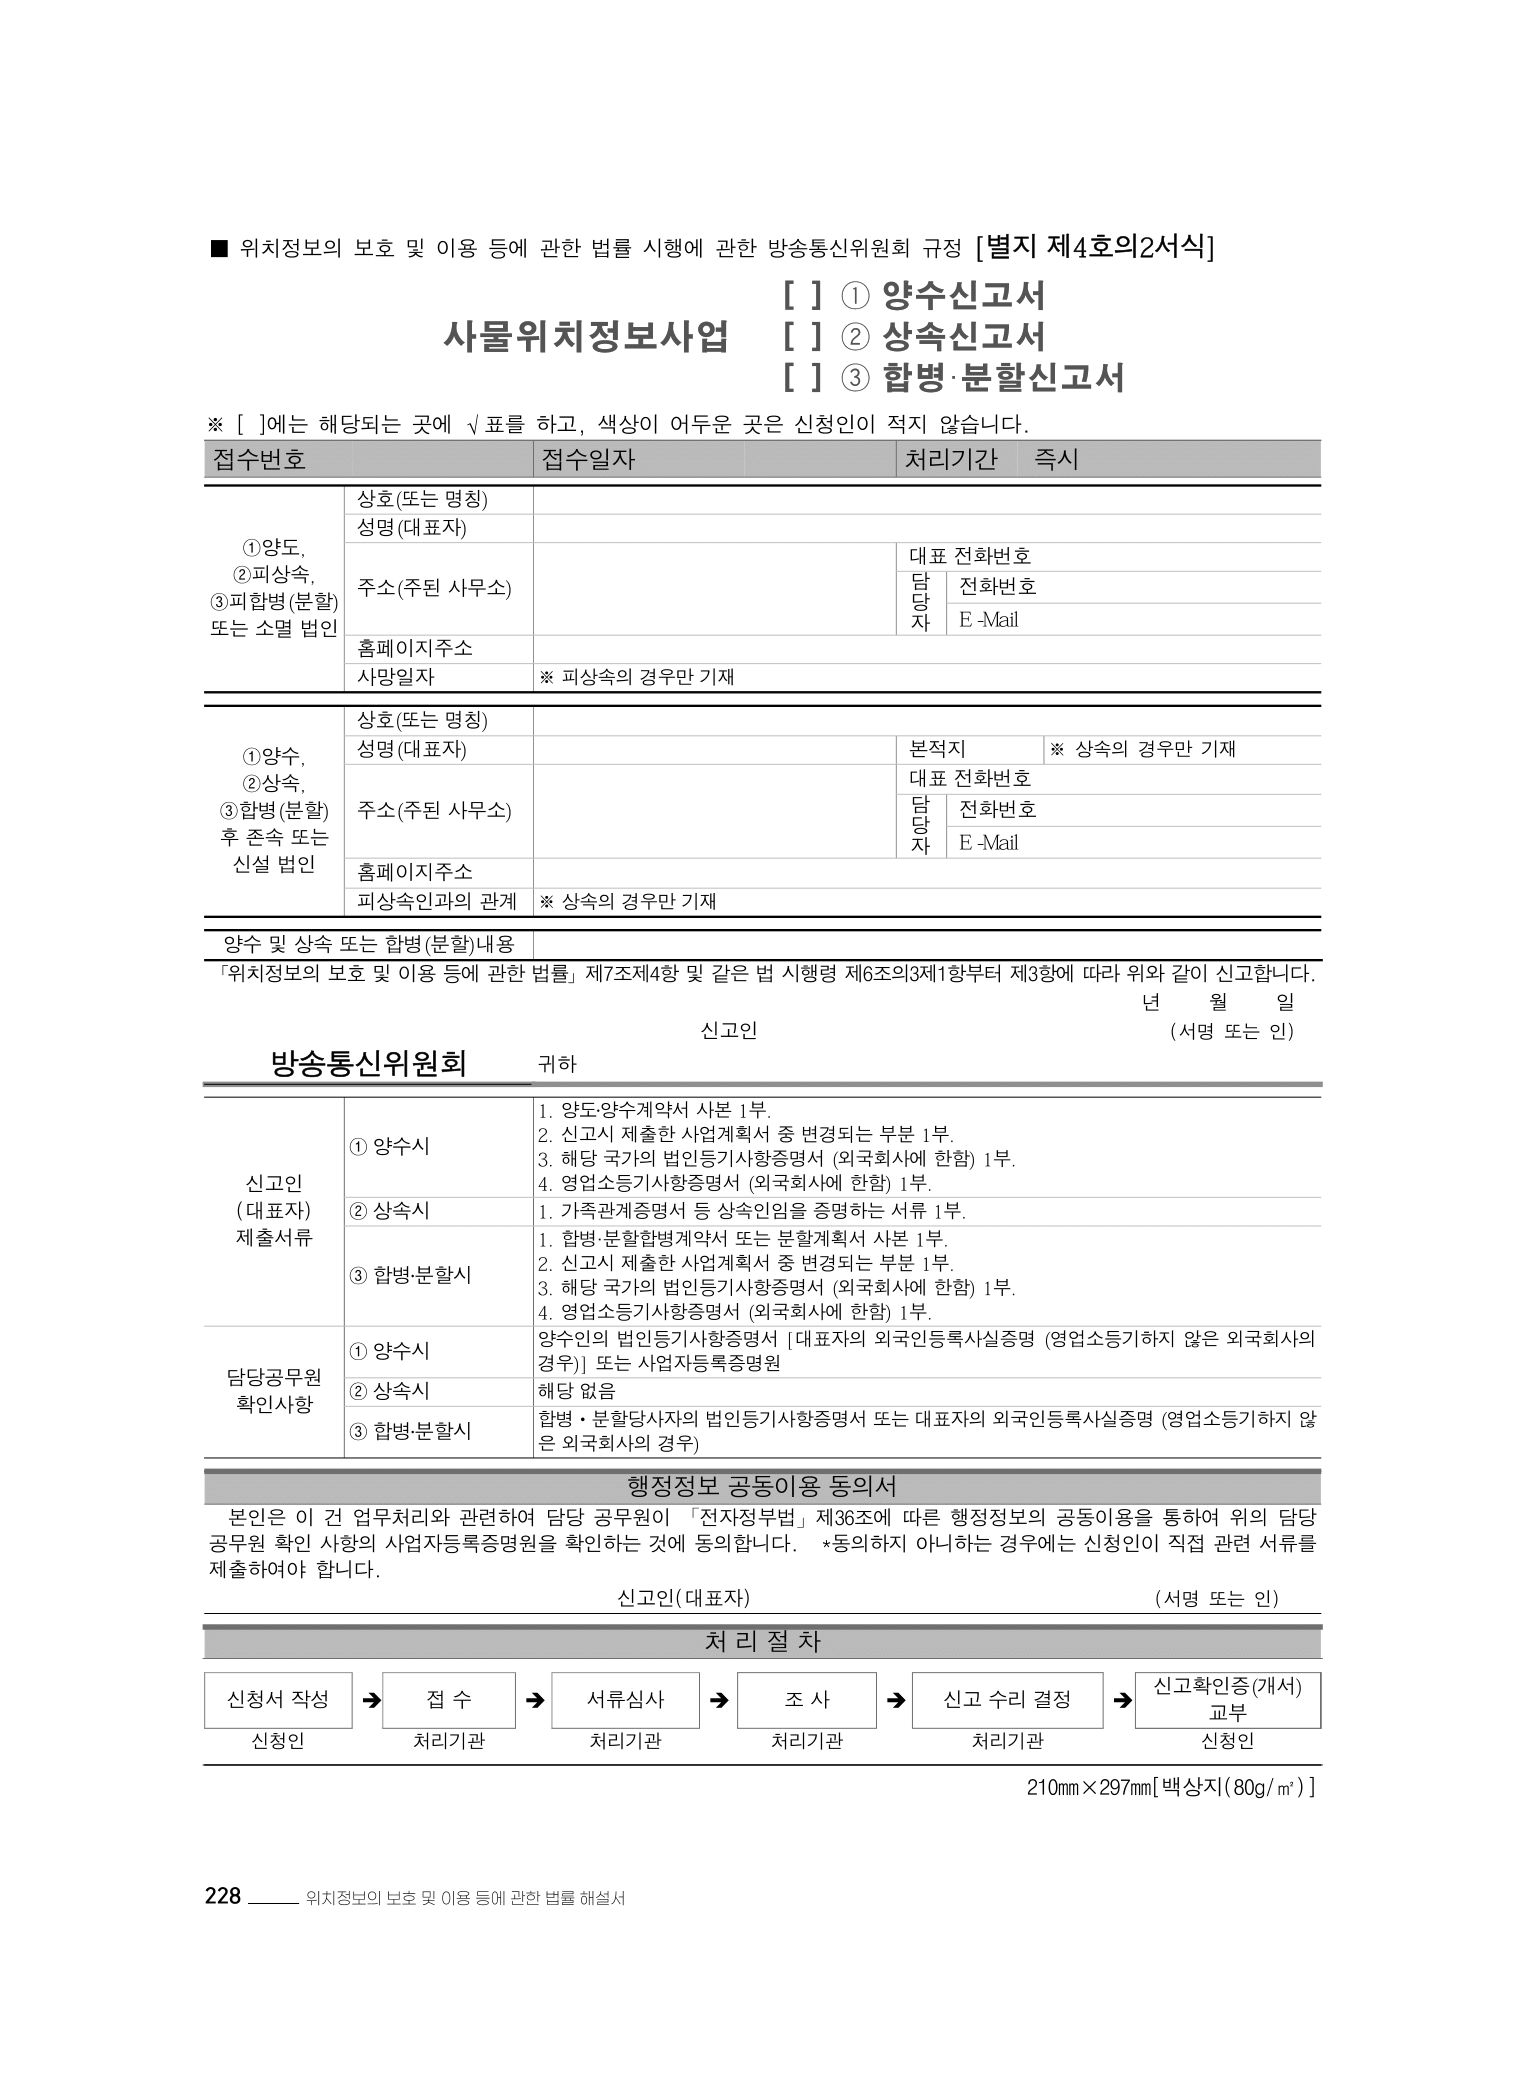 ■ 위치정보의 보호 및 이용 등에 관한 법률 시행에 관한 방송통신위원회 규정 [별지 제4호의2서식]
사물위치정보사업
[ ] ① 양수신고서
[ ] ② 상속신고서
[ ] ③ 합병·분할신고서
※ [ ]에는 해당되는 곳에 √표를 하고, 색상이 어두운 곳은 신청인이 적지 않습니다.
접수번호 접수일자 처리기간 즉시
①양도,
②피상속,
③피합병(분할)
또는 소멸 법인
상호(또는 명칭)
성명(대표자)
주소(주된 사무소)
대표 전화번호
담당자
전화번호
E-Mail
홈페이지주소
사망일자 ※ 피상속의 경우만 기재
①양수,
②상속,
③합병(분할)
후 존속 또는
신설 법인
상호(또는 명칭)
성명(대표자) 본적지 ※ 상속의 경우만 기재
주소(주된 사무소)
대표 전화번호
담당자
전화번호
E-Mail
홈페이지주소
피상속인과의 관계 ※ 상속의 경우만 기재
양수 및 상속 또는 합병(분할)내용
「위치정보의 보호 및 이용 등에 관한 법률」제7조제4항 및 같은 법 시행령 제6조의3제1항부터 제3항에 따라 위와 같이 신고합니다.
년 월 일
신고인 (서명 또는 인)
방송통신위원회 귀하
신고인
(대표자)
제출서류
① 양수시
1. 양도·양수계약서 사본 1부.
2. 신고시 제출한 사업계획서 중 변경되는 부분 1부.
3. 해당 국가의 법인등기사항증명서 (외국회사에 한함) 1부.
4. 영업소등기사항증명서 (외국회사에 한함) 1부.
② 상속시 1. 가족관계증명서 등 상속인임을 증명하는 서류 1부.
③ 합병·분할시
1. 합병·분할합병계약서 또는 분할계획서 사본 1부.
2. 신고시 제출한 사업계획서 중 변경되는 부분 1부.
3. 해당 국가의 법인등기사항증명서 (외국회사에 한함) 1부.
4. 영업소등기사항증명서 (외국회사에 한함) 1부.
담당공무원
확인사항
① 양수시
양수인의 법인등기사항증명서 [대표자의 외국인등록사실증명 (영업소등기하지 않은 외국회사의
경우)] 또는 사업자등록증명원
② 상속시 해당 없음
③ 합병·분할시
합병·분할당사자의 법인등기사항증명서 또는 대표자의 외국인등록사실증명 (영업소등기하지 않
은 외국회사의 경우)
행정정보 공동이용 동의서
본인은 이 건 업무처리와 관련하여 담당 공무원이 「전자정부법」제36조에 따른 행정정보의 공동이용을 통하여 위의 담당
공무원 확인 사항의 사업자등록증명원을 확인하는 것에 동의합니다. *동의하지 아니하는 경우에는 신청인이 직접 관련 서류를
제출하여야 합니다.
신고인(대표자) (서명 또는 인)
처 리 절 차
신청서 작성 ➔ 접 수 ➔ 서류심사 ➔ 조 사 ➔ 신고 수리 결정 ➔ 신고확인증(개서)
교부
신청인 처리기관 처리기관 처리기관 처리기관 신청인
210㎜×297㎜[백상지(80g/㎡)]
228 위치정보의 보호 및 이용 등에 관한 법률 해설서